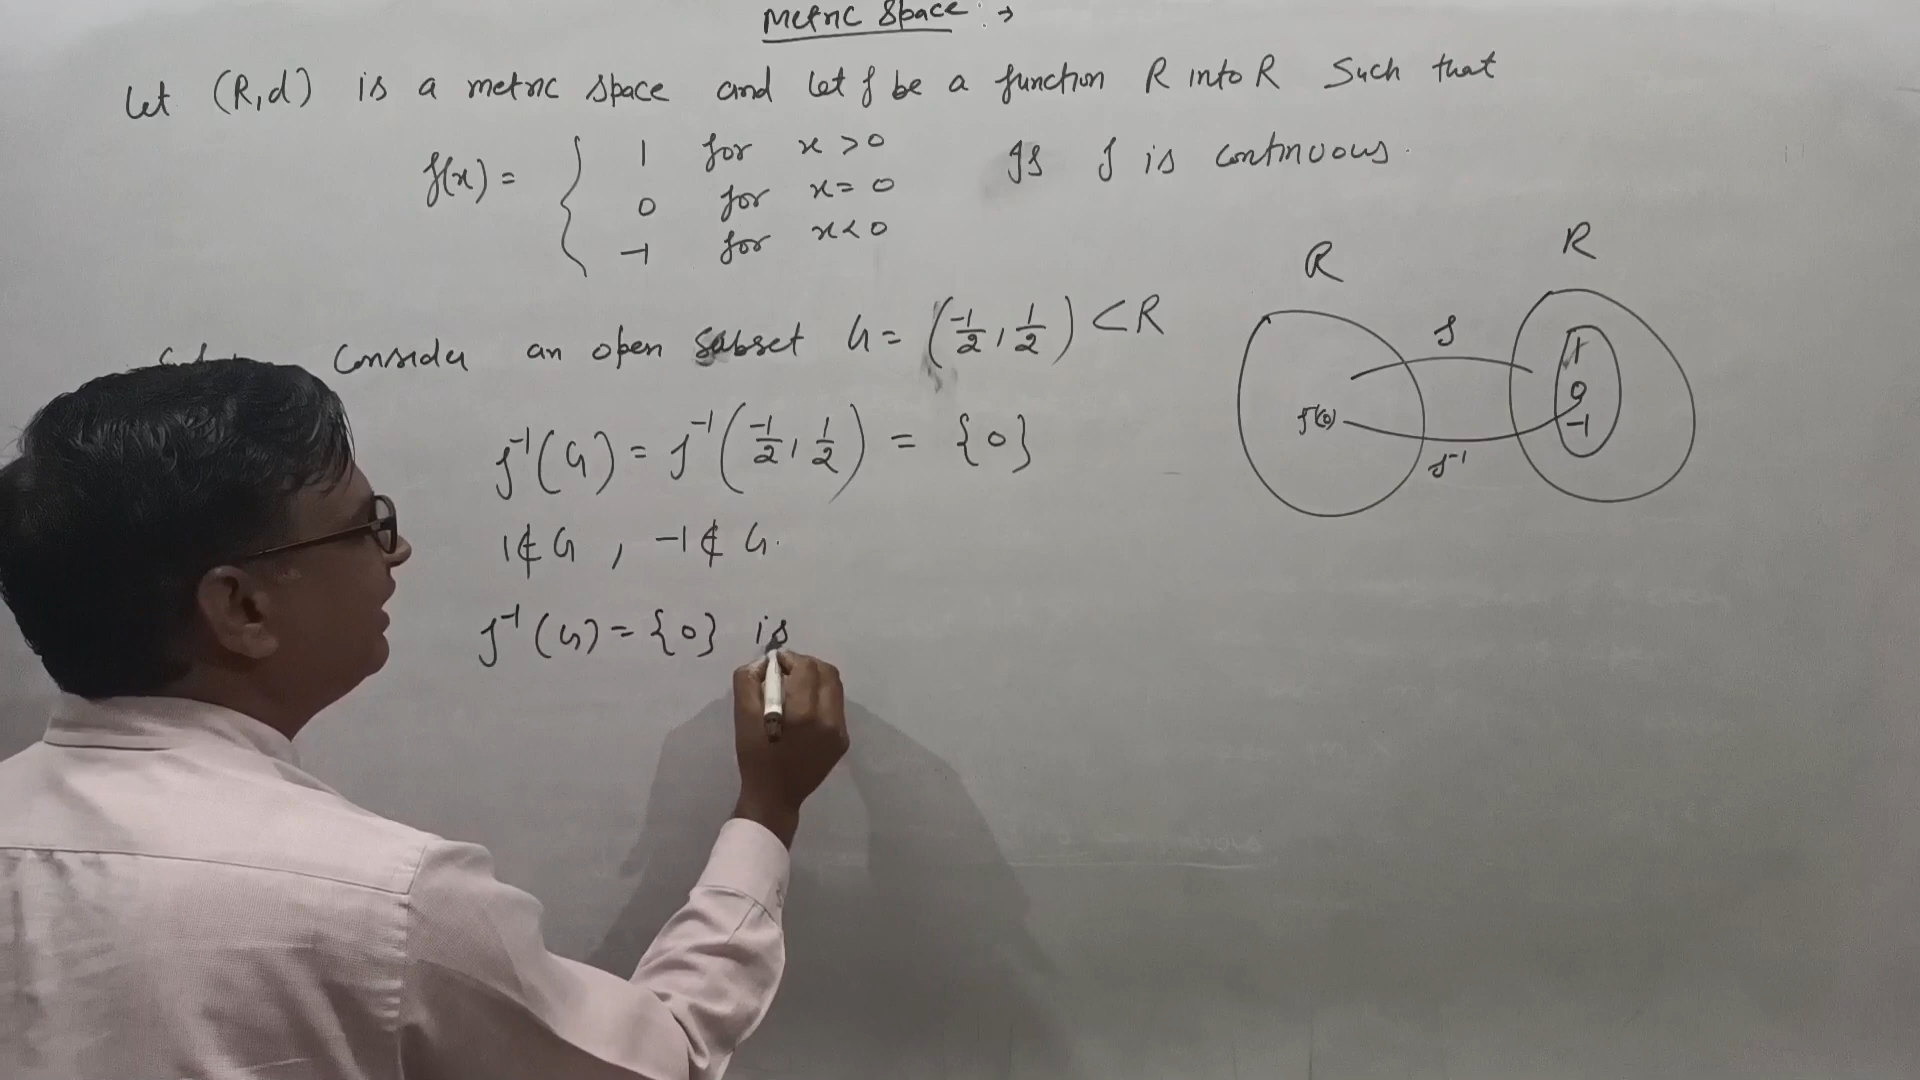 Metric Space :→
Let (R,d) is a metric space and let f be a function R into R Such that
f(x) = { 1 for x > 0
0 for x = 0
-1 for x < 0
Is f is continuous.
Consider an open subset G = (-1/2, 1/2) ⊂ R
f⁻¹(G) = f⁻¹(-1/2, 1/2) = {0}
1 ∉ G , -1 ∉ G.
f⁻¹(G) = {0} is
R R
f
1
0
-1
f⁻¹